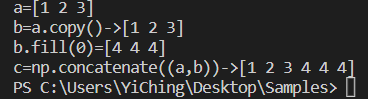 a=[1 2 3]
b=a.copy()->[1 2 3]
b.fill(0)=[4 4 4]
c=np.concatenate((a,b))->[1 2 3 4 4 4]
PS C:\Users\YiChing\Desktop\Samples>